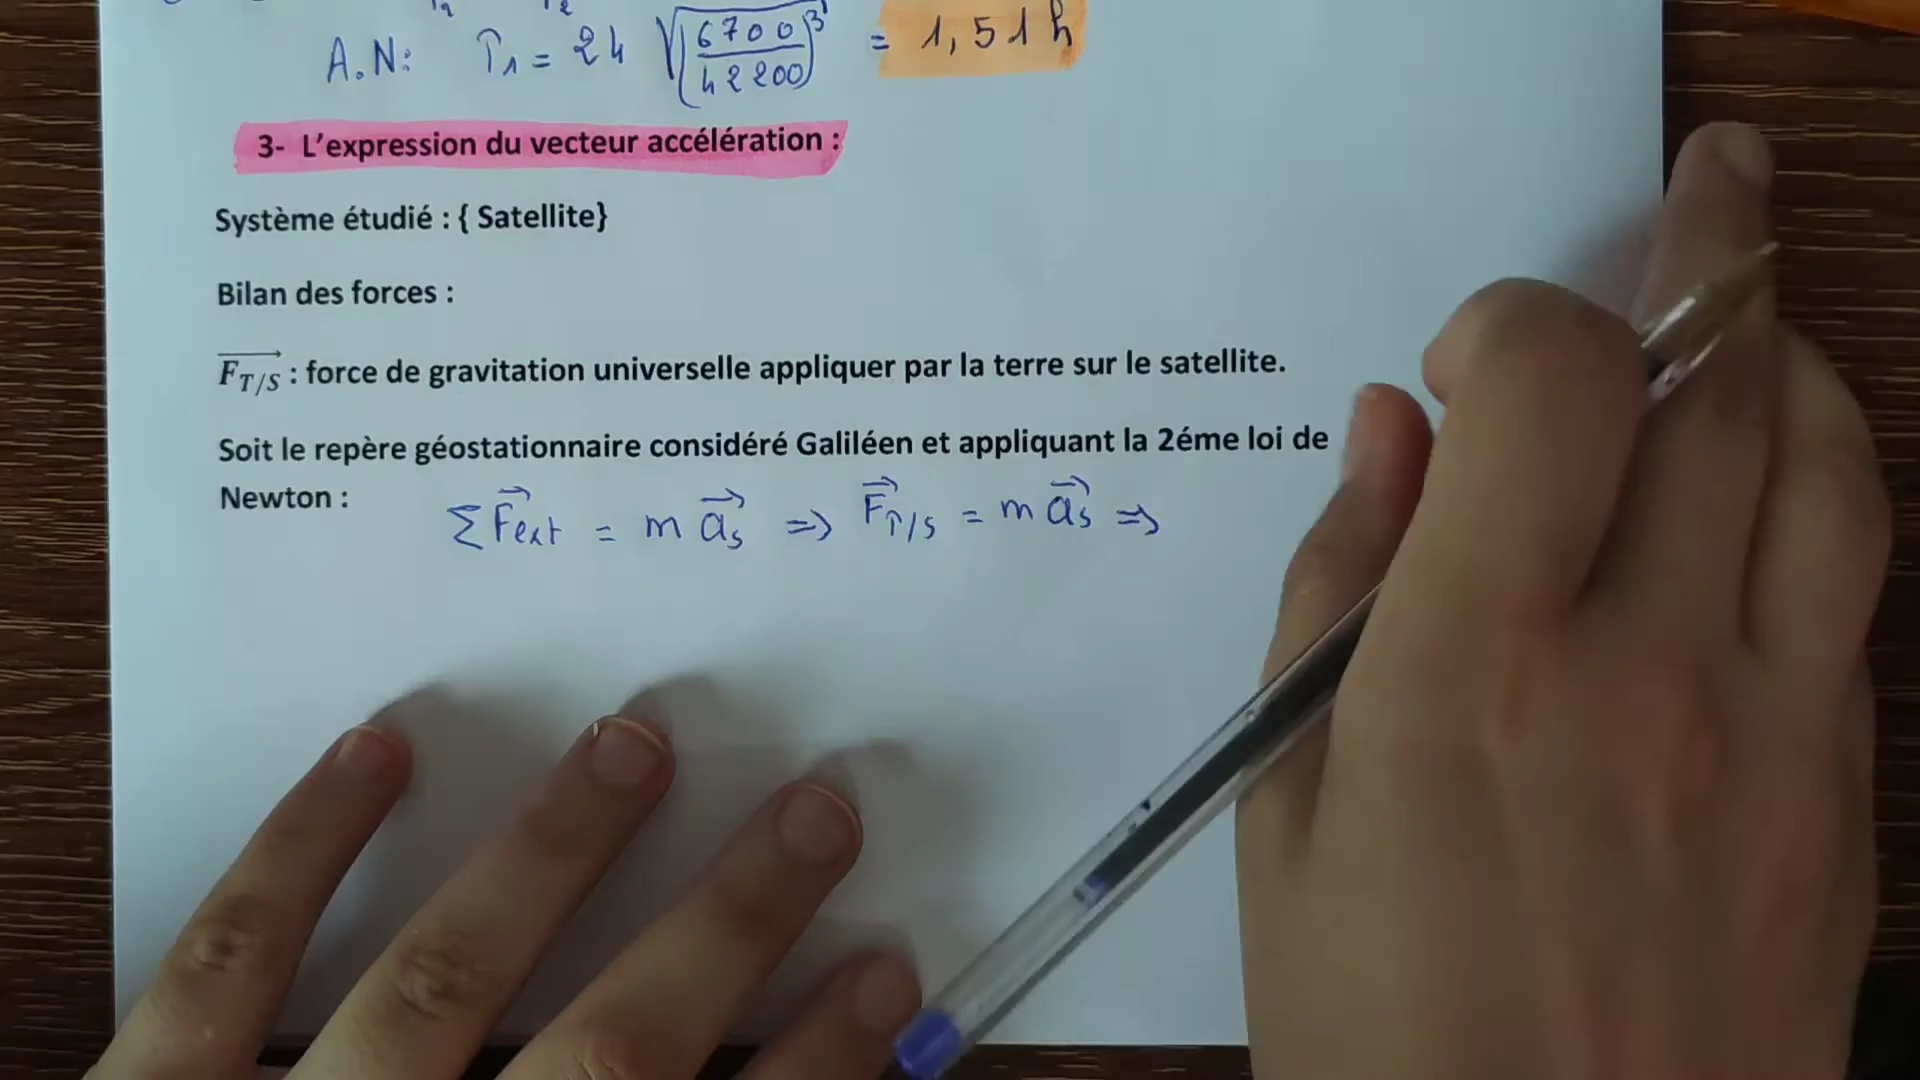 A.N: T₁ = 24 √(6700/42200)³ = 1,51 h
3- L'expression du vecteur accélération :
Système étudié : { Satellite}
Bilan des forces :
F⃗T/S : force de gravitation universelle appliquer par la terre sur le satellite.
Soit le repère géostationnaire considéré Galiléen et appliquant la 2éme loi de
Newton : ΣF⃗ext = m a⃗s => F⃗T/S = m a⃗s =>